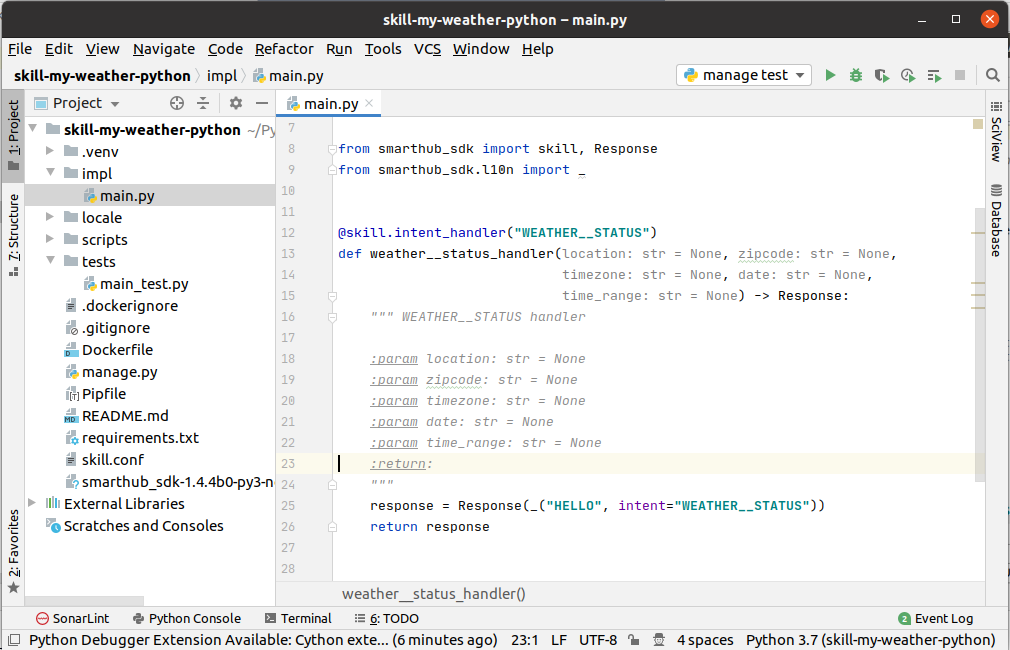 skill-my-weather-python – main.py
File Edit View Navigate Code Refactor Run Tools VCS Window Help
skill-my-weather-python impl main.py manage test
1: Project
7: Structure
2: Favorites
Project
skill-my-weather-python ~/Py
.venv
impl
main.py
locale
scripts
tests
main_test.py
.dockerignore
.gitignore
Dockerfile
manage.py
Pipfile
README.md
requirements.txt
skill.conf
smarthub_sdk-1.4.4b0-py3-n
External Libraries
Scratches and Consoles
main.py
7
8 from smarthub_sdk import skill, Response
9 from smarthub_sdk.l10n import _
10
11
12 @skill.intent_handler("WEATHER__STATUS")
13 def weather__status_handler(location: str = None, zipcode: str = None,
14 timezone: str = None, date: str = None,
15 time_range: str = None) -> Response:
16 """ WEATHER__STATUS handler
17
18 :param location: str = None
19 :param zipcode: str = None
20 :param timezone: str = None
21 :param date: str = None
22 :param time_range: str = None
23 :return:
24 """
25 response = Response(_("HELLO", intent="WEATHER__STATUS"))
26 return response
27
28
weather__status_handler()
SciView
Database
SonarLint Python Console Terminal 6: TODO 2 Event Log
Python Debugger Extension Available: Cython exte... (6 minutes ago) 23:1 LF UTF-8 4 spaces Python 3.7 (skill-my-weather-python)